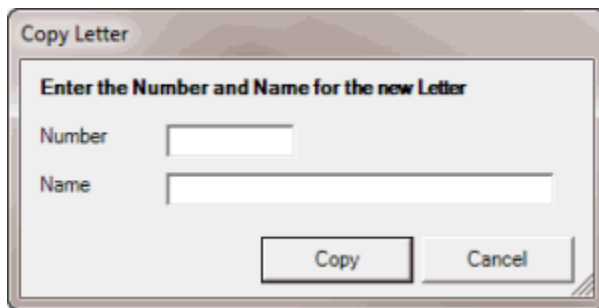 Copy Letter
Enter the Number and Name for the new Letter
Number
Name
Copy Cancel